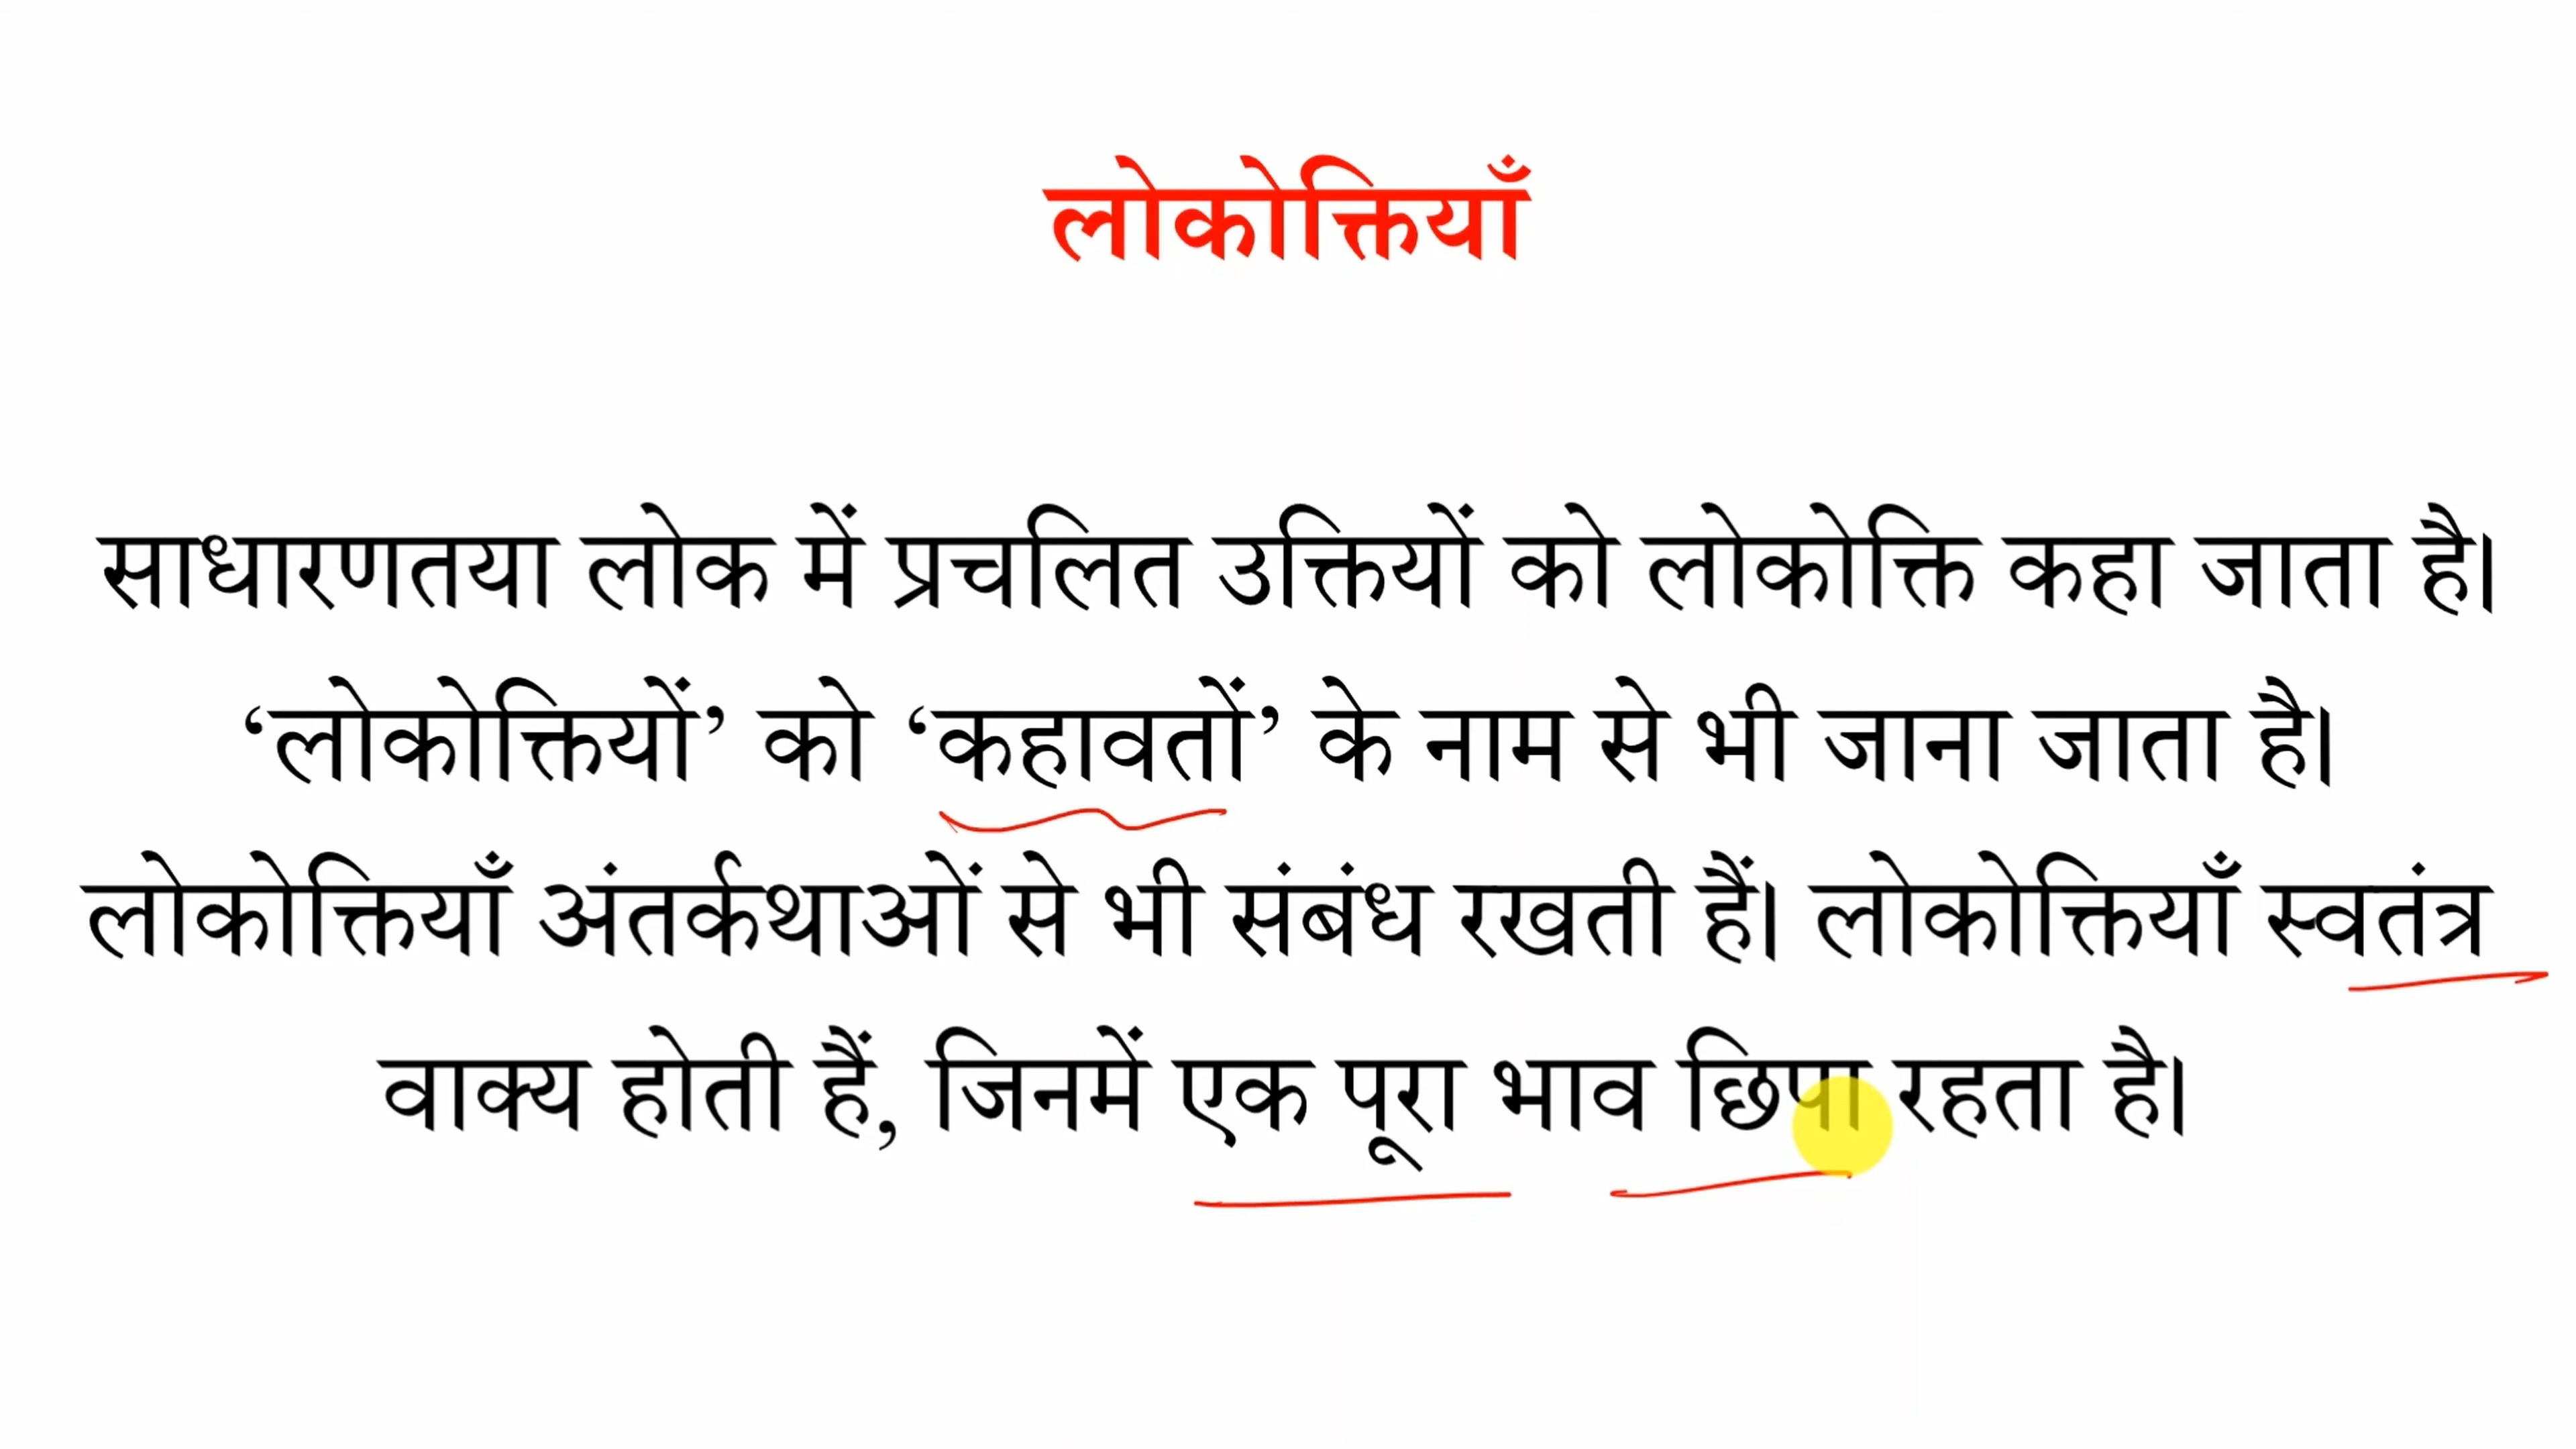 लोकोक्तियाँ
साधारणतया लोक में प्रचलित उक्तियों को लोकोक्ति कहा जाता है।
‘लोकोक्तियों’ को ‘कहावतों’ के नाम से भी जाना जाता है।
लोकोक्तियाँ अंतर्कथाओं से भी संबंध रखती हैं। लोकोक्तियाँ स्वतंत्र
वाक्य होती हैं, जिनमें एक पूरा भाव छिपा रहता है।